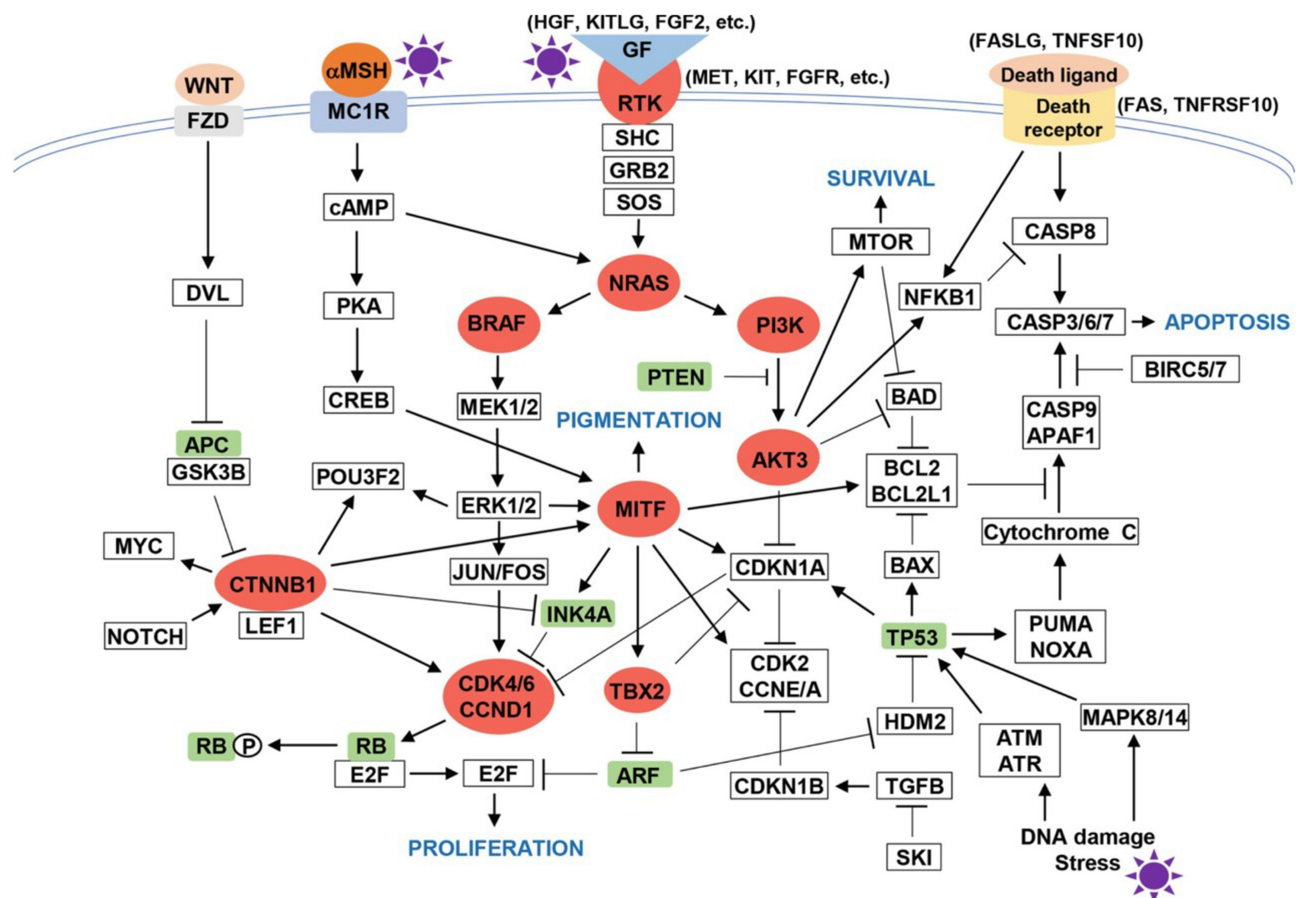 (HGF, KITLG, FGF2, etc.)
GF
(FASLG, TNFSF10)
αMSH
WNT
Death ligand
(MET, KIT, FGFR, etc.)
RTK
MC1R
FZD
Death
receptor
(FAS, TNFRSF10)
SHC
GRB2
SOS
SURVIVAL
cAMP
MTOR
CASP8
NRAS
DVL
PKA
BRAF
PI3K
NFKB1
CASP3/6/7
APOPTOSIS
PTEN
BIRC5/7
CREB
MEK1/2
BAD
PIGMENTATION
CASP9
APAF1
APC
GSK3B
POU3F2
AKT3
BCL2
BCL2L1
ERK1/2
MITF
Cytochrome C
MYC
CTNNB1
LEF1
JUN/FOS
CDKN1A
BAX
NOTCH
INK4A
TP53
PUMA
NOXA
CDK4/6
CCND1
TBX2
CDK2
CCNE/A
HDM2
MAPK8/14
RB P
RB
E2F
E2F
ARF
ATM
ATR
CDKN1B
TGFB
PROLIFERATION
SKI
DNA damage
Stress